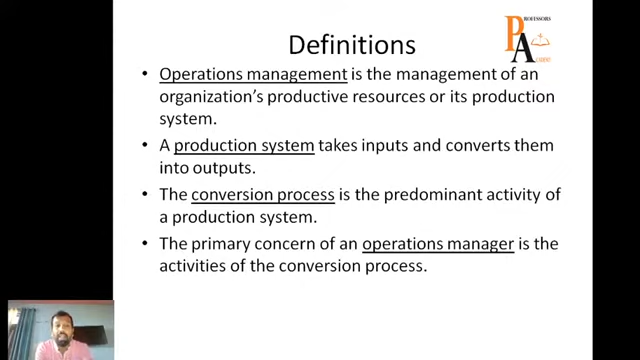 PROFESSORS
ACADEMY
Definitions
• Operations management is the management of an
organization's productive resources or its production
system.
• A production system takes inputs and converts them
into outputs.
• The conversion process is the predominant activity of
a production system.
• The primary concern of an operations manager is the
activities of the conversion process.